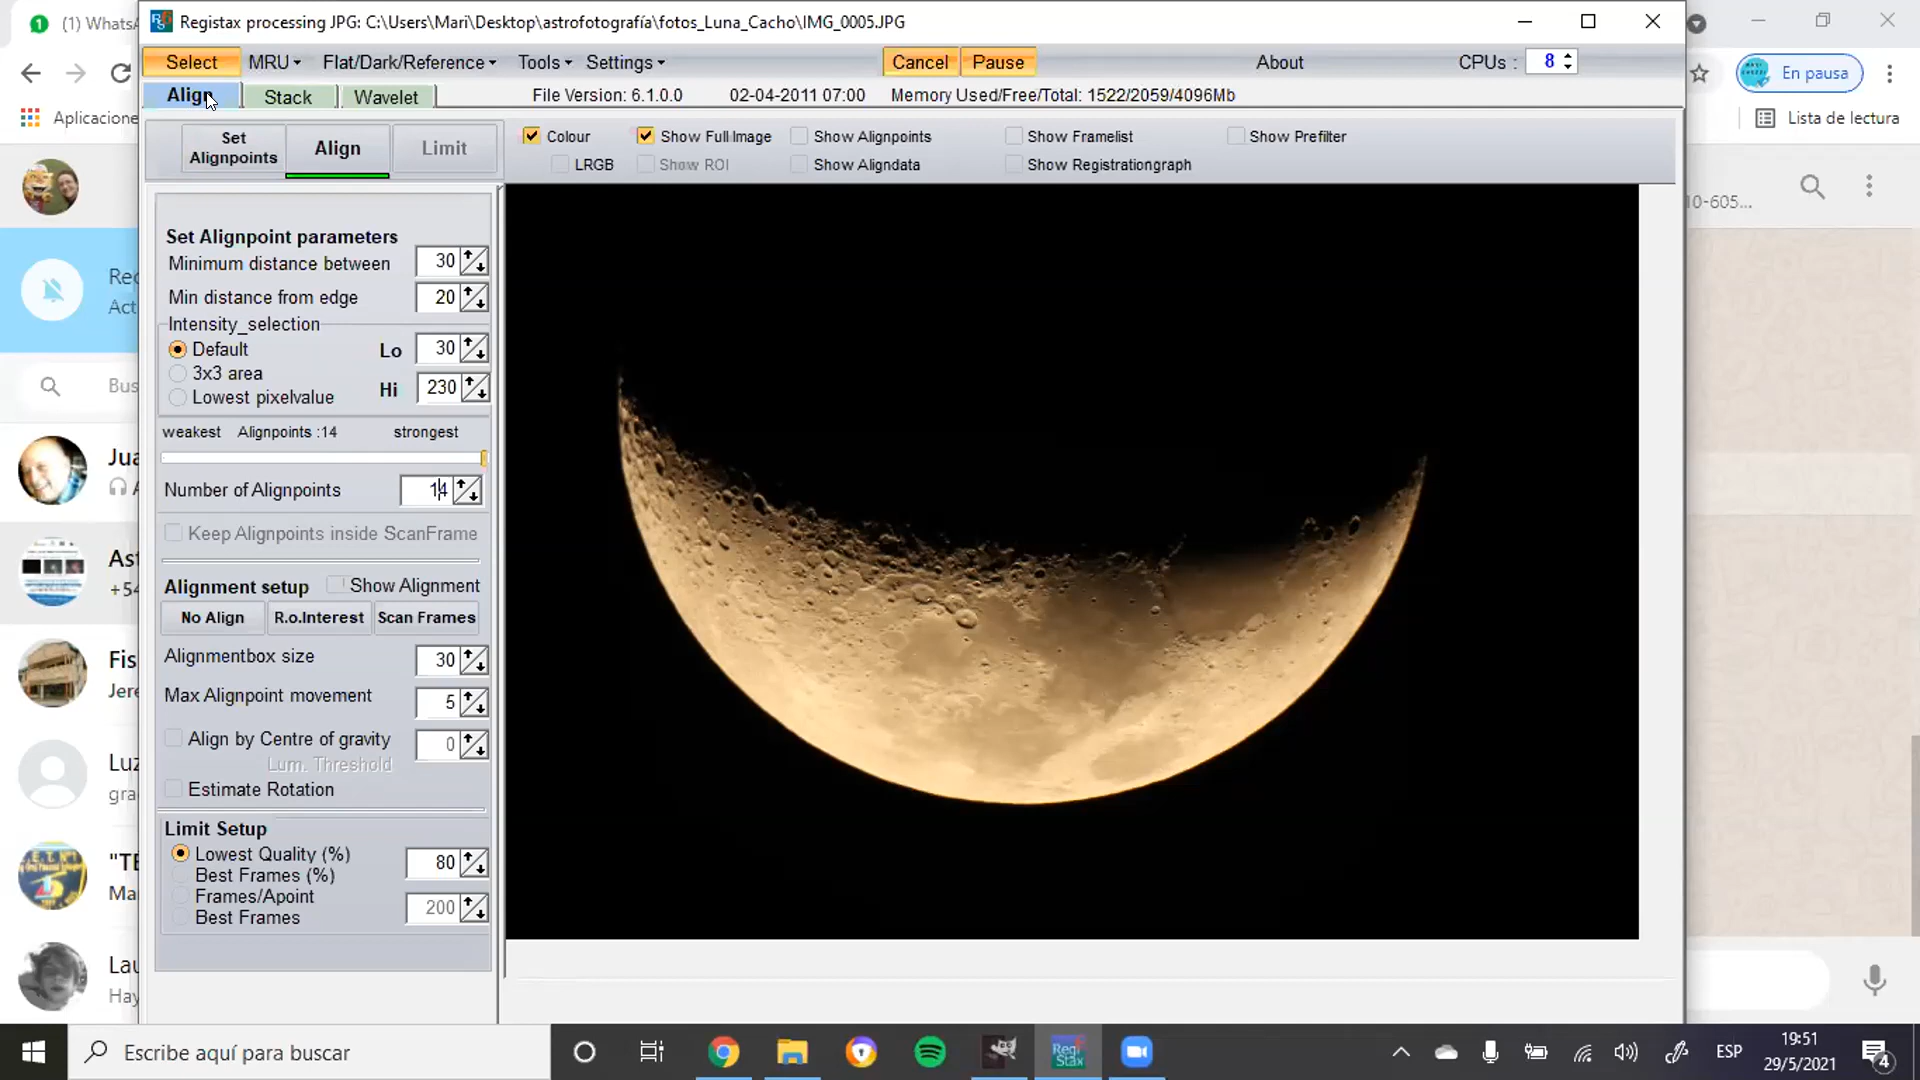 (1) WhatsA
Registax processing JPG: C:\Users\Mari\Desktop\astrofotografía\fotos_Luna_Cacho\IMG_0005.JPG
Select MRU Flat/Dark/Reference Tools Settings Cancel Pause About CPUs : 8
En pausa
Align Stack Wavelet File Version: 6.1.0.0 02-04-2011 07:00 Memory Used/Free/Total: 1522/2059/4096Mb
Aplicacione
Lista de lectura
Set Alignpoints Align Limit
Colour Show FullImage Show Alignpoints Show Framelist Show Prefilter
LRGB Show ROI Show Aligndata Show Registrationgraph
10-605...
Set Alignpoint parameters
Minimum distance between 30
Min distance from edge 20
Intensity_selection
Default Lo 30
3x3 area
Lowest pixelvalue Hi 230
weakest Alignpoints :14 strongest
Number of Alignpoints 14
Keep Alignpoints inside ScanFrame
Alignment setup Show Alignment
No Align R.o.Interest Scan Frames
Alignmentbox size 30
Max Alignpoint movement 5
Align by Centre of gravity 0
Lum. Threshold
Estimate Rotation
Limit Setup
Lowest Quality (%) 80
Best Frames (%)
Frames/Apoint 200
Best Frames
Rec
Act
Bus
Jua
A
Ast
+54
Fis
Jere
Luz
grac
"TE
Mar
Lau
Hay
Escribe aquí para buscar
Regi Stax
ESP
19:51
29/5/2021
4